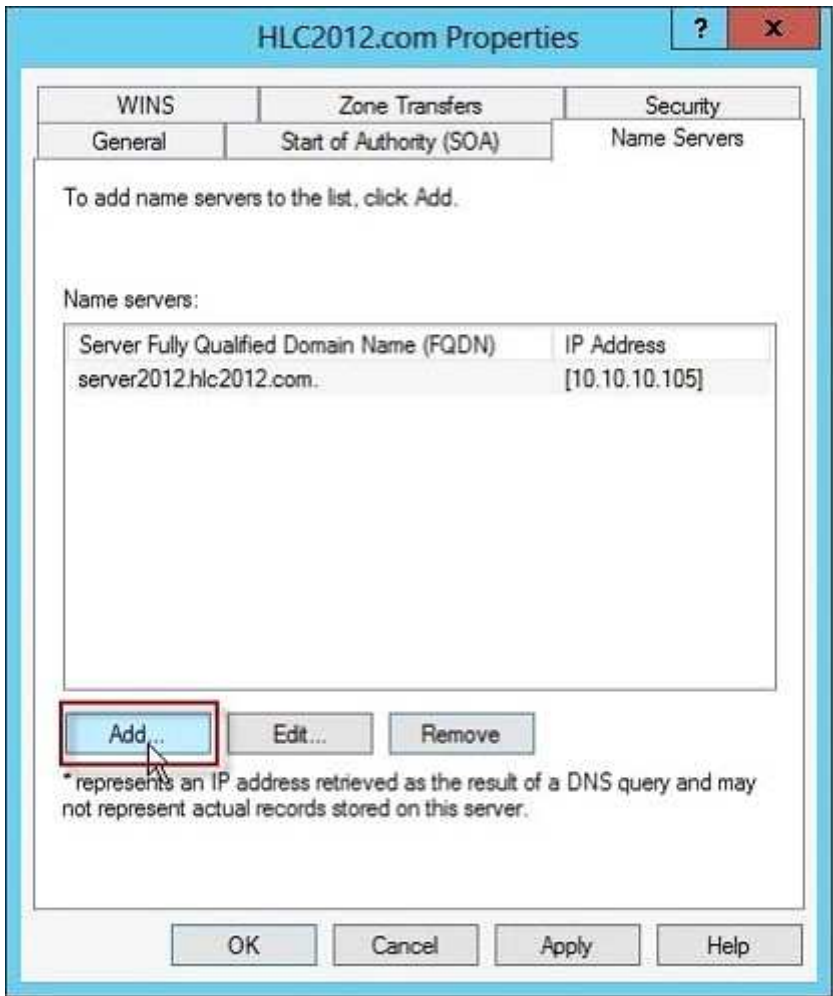 HLC2012.com Properties
?
x
WINS
Zone Transfers
Security
General
Start of Authority (SOA)
Name Servers
To add name servers to the list, click Add.
Name servers:
Server Fully Qualified Domain Name (FQDN) IP Address
server2012.hlc2012.com. [10.10.10.105]
Add...
Edit...
Remove
* represents an IP address retrieved as the result of a DNS query and may
not represent actual records stored on this server.
OK
Cancel
Apply
Help